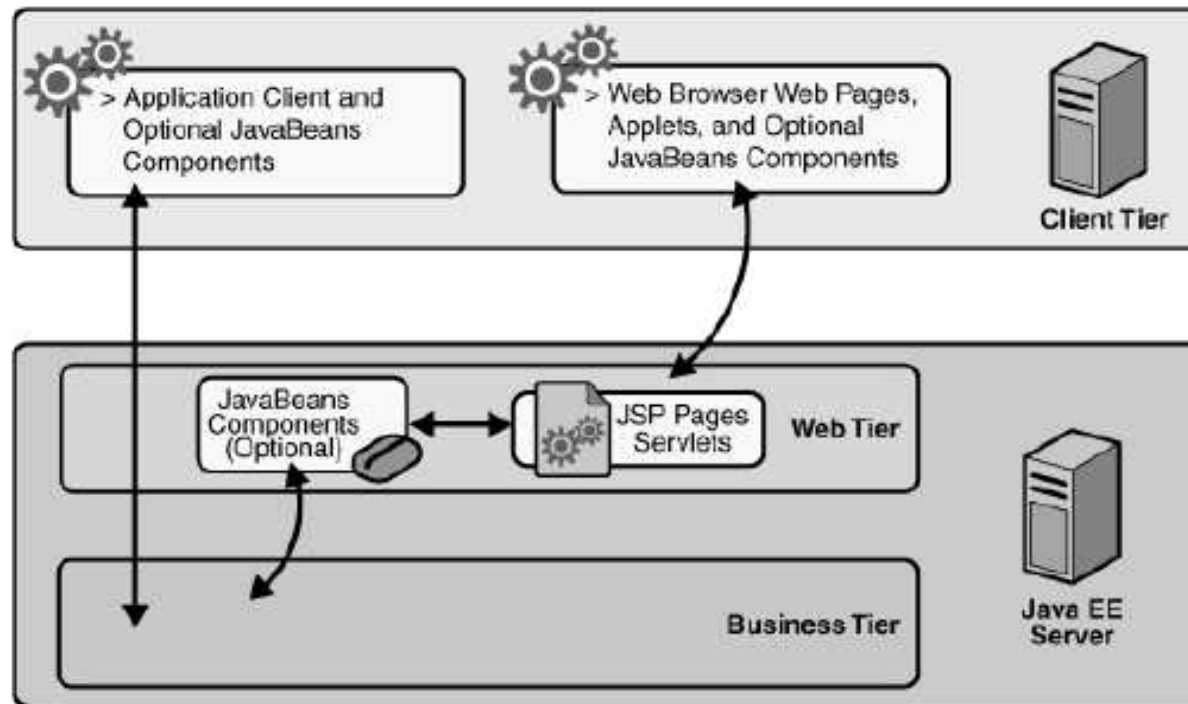 > Application Client and
Optional JavaBeans
Components
> Web Browser Web Pages,
Applets, and Optional
JavaBeans Components
Client Tier
JavaBeans
Components
(Optional)
JSP Pages
Servlets
Web Tier
Business Tier
Java EE
Server